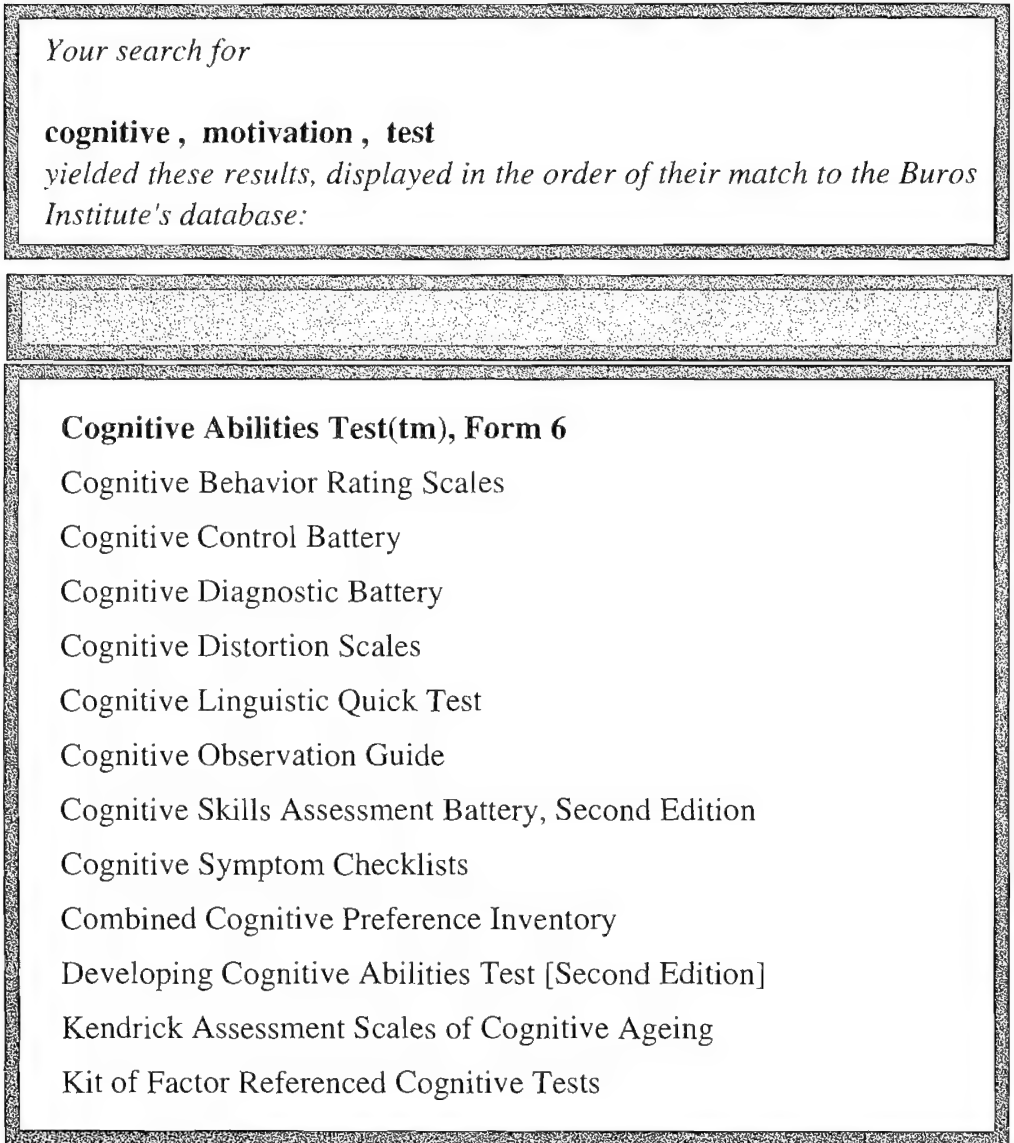 Your search for
cognitive , motivation , test
yielded these results, displayed in the order of their match to the Buros
Institute's database:
Cognitive Abilities Test(tm), Form 6
Cognitive Behavior Rating Scales
Cognitive Control Battery
Cognitive Diagnostic Battery
Cognitive Distortion Scales
Cognitive Linguistic Quick Test
Cognitive Observation Guide
Cognitive Skills Assessment Battery, Second Edition
Cognitive Symptom Checklists
Combined Cognitive Preference Inventory
Developing Cognitive Abilities Test [Second Edition]
Kendrick Assessment Scales of Cognitive Ageing
Kit of Factor Referenced Cognitive Tests